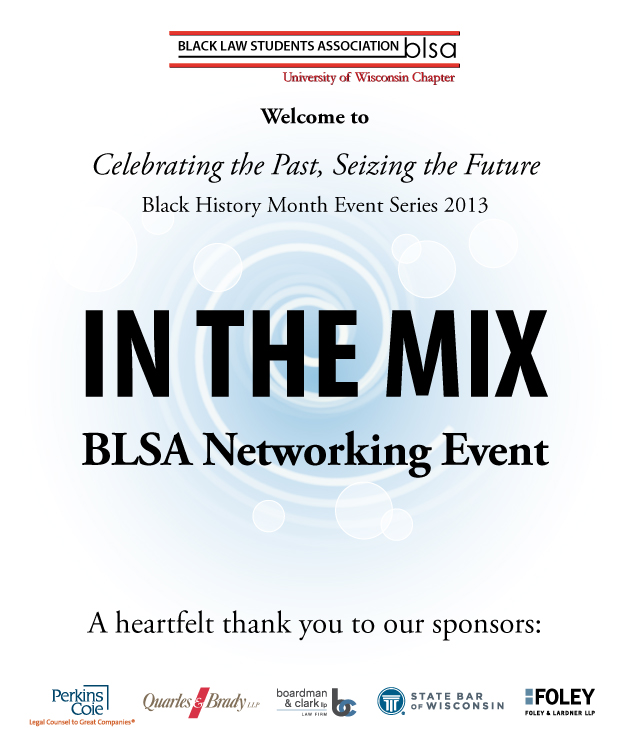 BLACK LAW STUDENTS ASSOCIATION blsa
University of Wisconsin Chapter
Welcome to
Celebrating the Past, Seizing the Future
Black History Month Event Series 2013
IN THE MIX
BLSA Networking Event
A heartfelt thank you to our sponsors:
Perkins
Coie
Legal Counsel to Great Companies®
Quarles & Brady LLP
boardman
& clark llp
LAW FIRM
bc
STATE BAR
OF WISCONSIN
FOLEY
FOLEY & LARDNER LLP